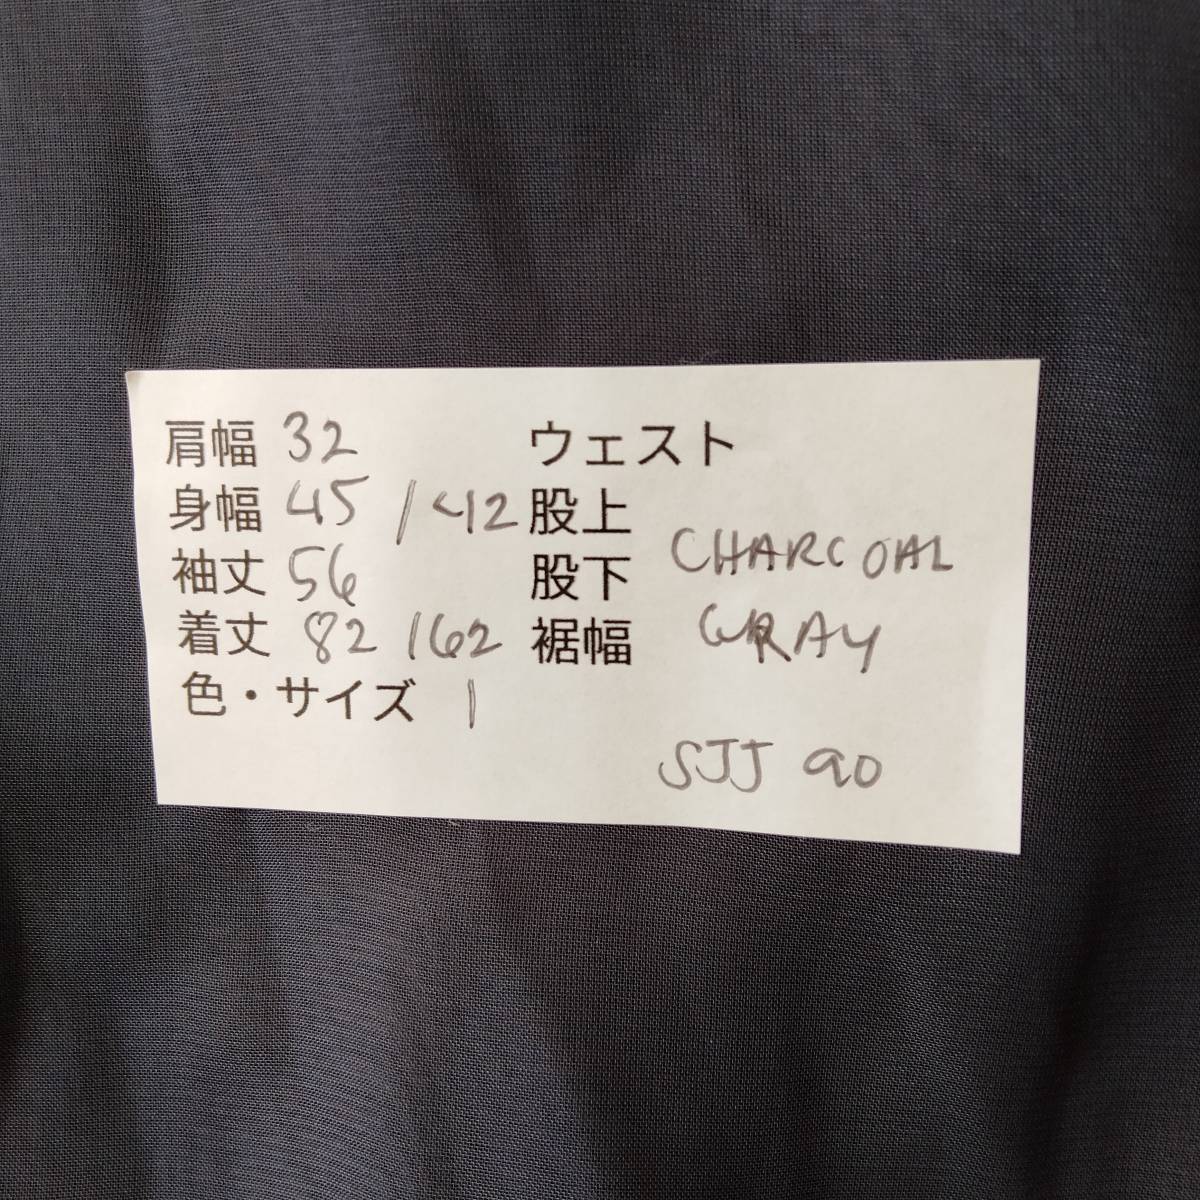 肩幅 32 ウェスト
身幅 45 / 42 股上
袖丈 56 股下 CHARCOAL
着丈 82 / 62 裾幅 GRAY
色・サイズ 1
SJJ 90